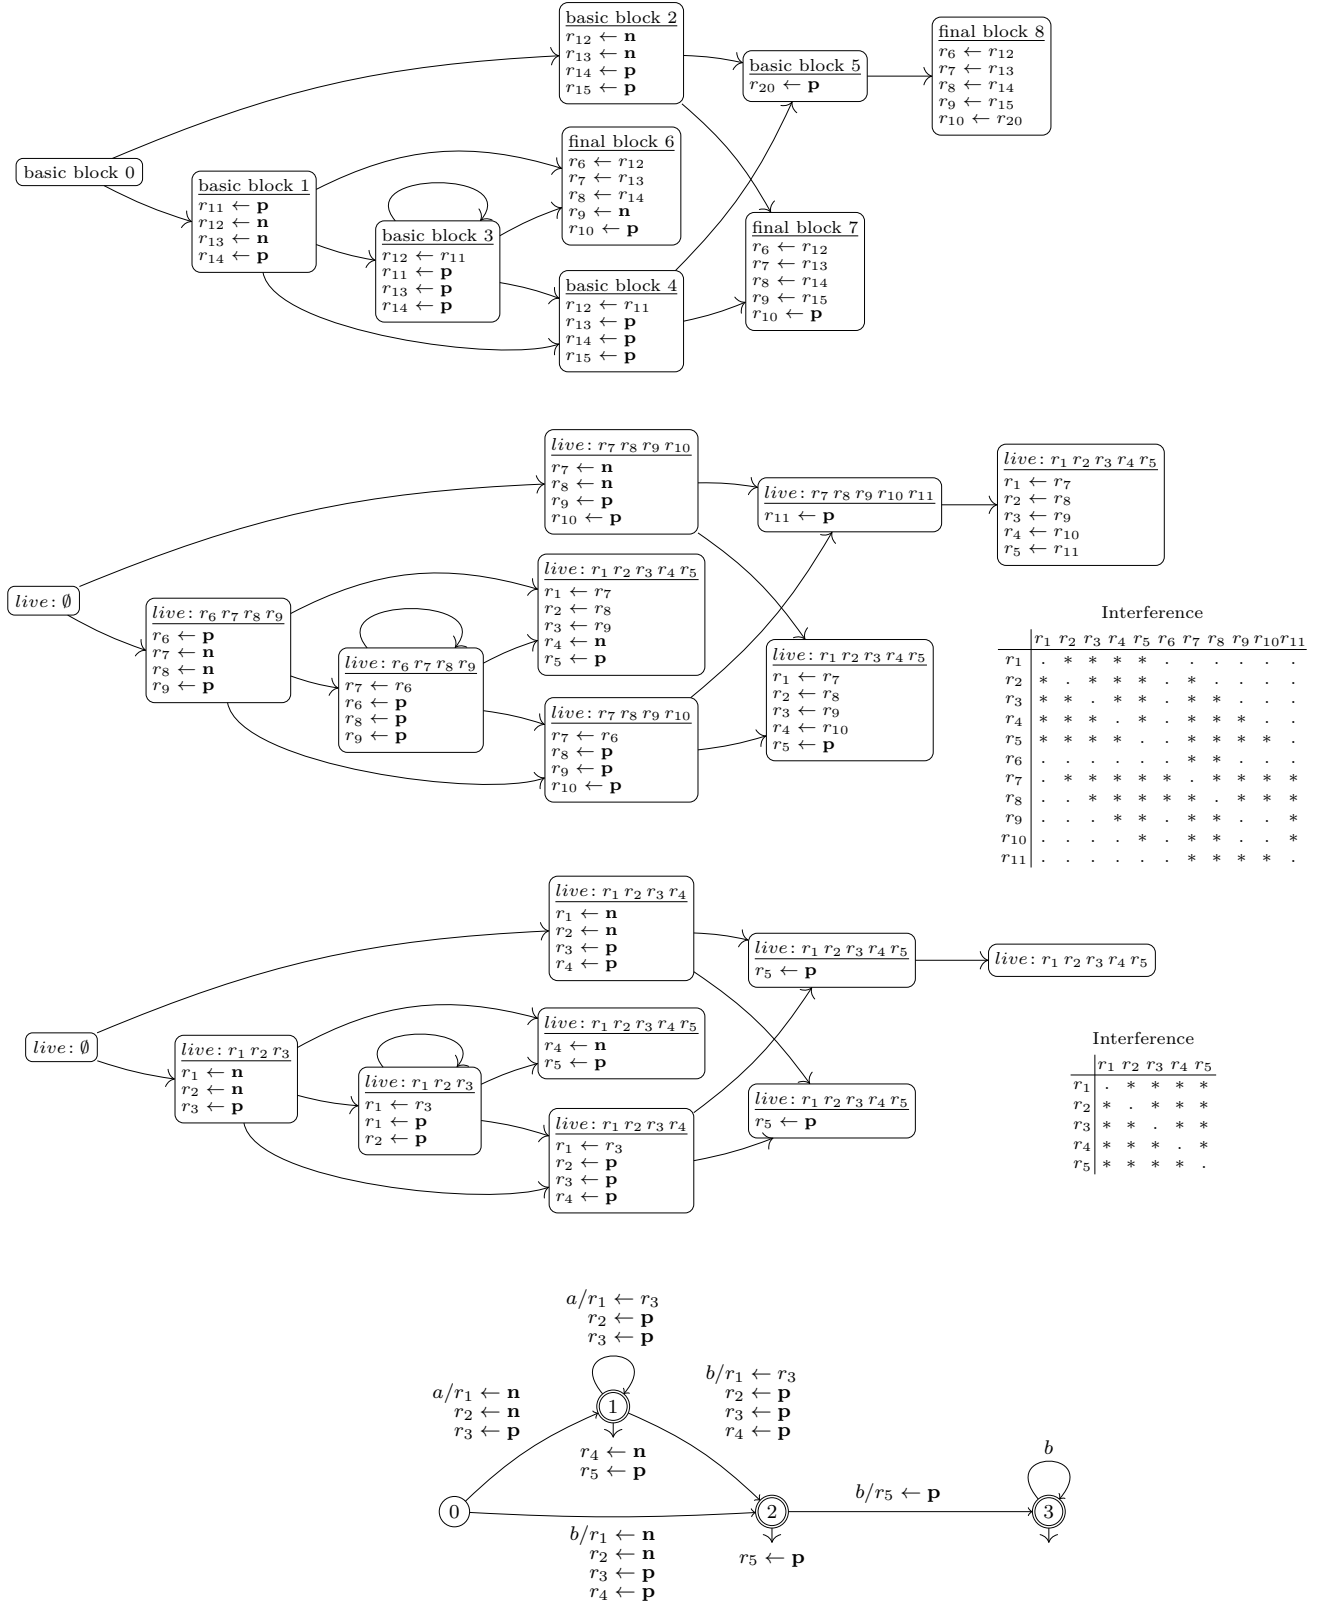 basic block 2
r12 ← n
r13 ← n
r14 ← p
r15 ← p
basic block 5
r20 ← p
final block 8
r6 ← r12
r7 ← r13
r8 ← r14
r9 ← r15
r10 ← r20
basic block 0
basic block 1
r11 ← p
r12 ← n
r13 ← n
r14 ← p
final block 6
r6 ← r12
r7 ← r13
r8 ← r14
r9 ← n
r10 ← p
basic block 3
r12 ← r11
r11 ← p
r13 ← p
r14 ← p
basic block 4
r12 ← r11
r13 ← p
r14 ← p
r15 ← p
final block 7
r6 ← r12
r7 ← r13
r8 ← r14
r9 ← r15
r10 ← p
live: r7 r8 r9 r10
r7 ← n
r8 ← n
r9 ← p
r10 ← p
live: r7 r8 r9 r10 r11
r11 ← p
live: r1 r2 r3 r4 r5
r1 ← r7
r2 ← r8
r3 ← r9
r4 ← r10
r5 ← r11
live: ∅
live: r6 r7 r8 r9
r6 ← p
r7 ← n
r8 ← n
r9 ← p
live: r1 r2 r3 r4 r5
r1 ← r7
r2 ← r8
r3 ← r9
r4 ← n
r5 ← p
live: r6 r7 r8 r9
r7 ← r6
r6 ← p
r8 ← p
r9 ← p
live: r7 r8 r9 r10
r7 ← r6
r8 ← p
r9 ← p
r10 ← p
live: r1 r2 r3 r4 r5
r1 ← r7
r2 ← r8
r3 ← r9
r4 ← r10
r5 ← p
Interference
r1 r2 r3 r4 r5 r6 r7 r8 r9 r10 r11
r1 . * * * * . . . . . .
r2 * . * * * . * . . . .
r3 * * . * * . * * . . .
r4 * * * . * . * * * . .
r5 * * * * . . * * * * .
r6 . . . . . . * * . . .
r7 . * * * * * . * * * *
r8 . . * * * * * . * * *
r9 . . . * * . * * . . *
r10 . . . . * . * * . . *
r11 . . . . . . * * * * .
live: r1 r2 r3 r4
r1 ← n
r2 ← n
r3 ← p
r4 ← p
live: r1 r2 r3 r4 r5
r5 ← p
live: r1 r2 r3 r4 r5
live: ∅
live: r1 r2 r3
r1 ← n
r2 ← n
r3 ← p
live: r1 r2 r3 r4 r5
r4 ← n
r5 ← p
live: r1 r2 r3
r1 ← r3
r1 ← p
r2 ← p
live: r1 r2 r3 r4
r1 ← r3
r2 ← p
r3 ← p
r4 ← p
live: r1 r2 r3 r4 r5
r5 ← p
Interference
r1 r2 r3 r4 r5
r1 . * * * *
r2 * . * * *
r3 * * . * *
r4 * * * . *
r5 * * * * .
a/r1 ← r3
r2 ← p
r3 ← p
a/r1 ← n
r2 ← n
r3 ← p
1
b/r1 ← r3
r2 ← p
r3 ← p
r4 ← p
r4 ← n
r5 ← p
b
0
2
b/r5 ← p
3
b/r1 ← n
r2 ← n
r3 ← p
r4 ← p
r5 ← p